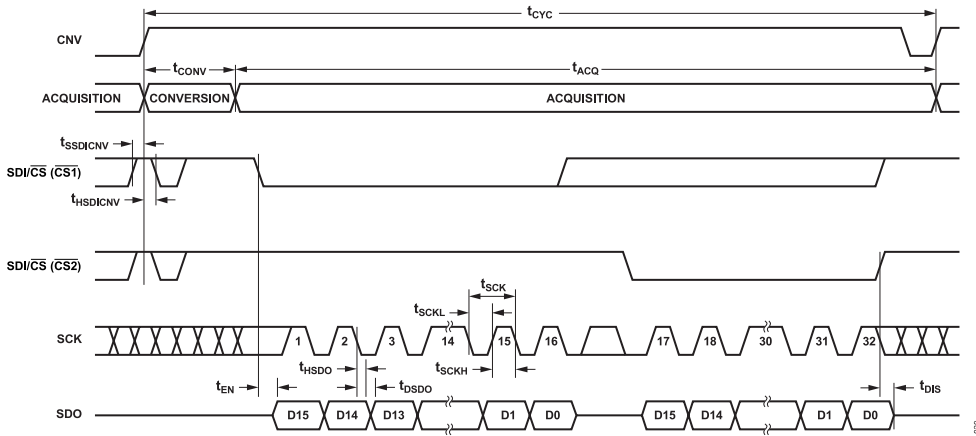 tCYC
CNV
tCONV
tACQ
ACQUISITION CONVERSION ACQUISITION
tSSDICNV
SDI/CS (CS1)
tHSDICNV
SDI/CS (CS2)
tSCK
tSCKL
SCK 1 2 3 14 15 16 17 18 30 31 32
tHSDO
tSCKH
tEN
tDSDO
tDIS
SDO D15 D14 D13 D1 D0 D15 D14 D1 D0